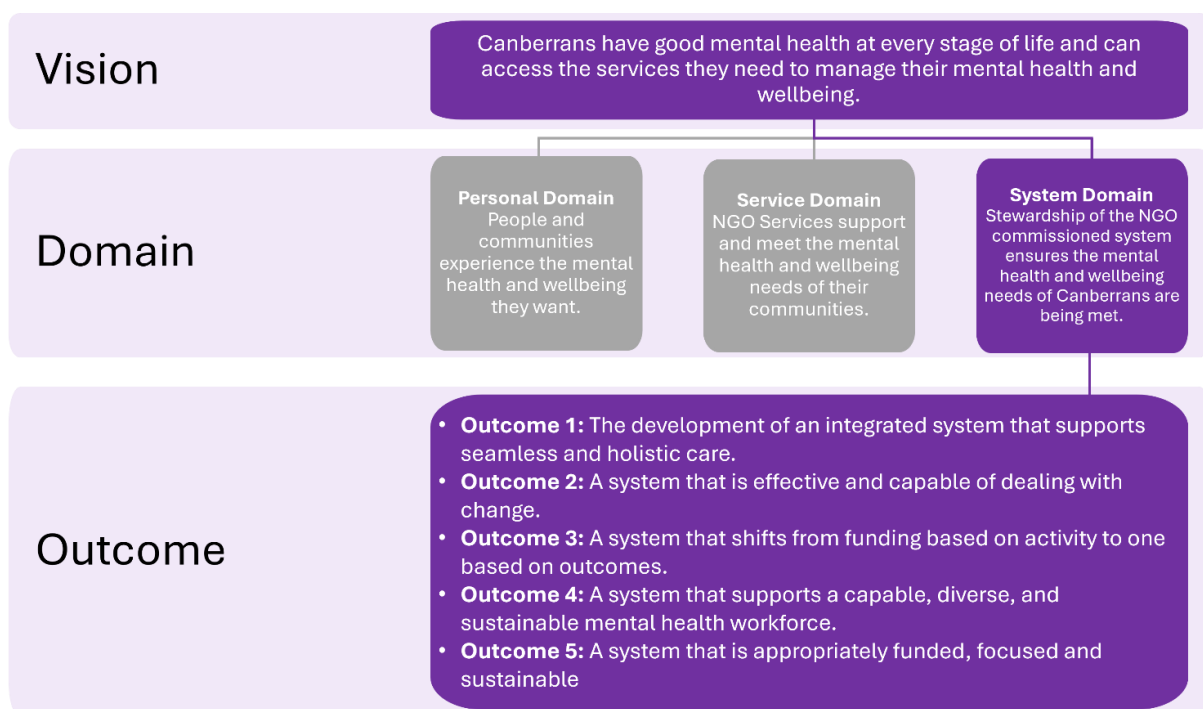 Vision
Canberrans have good mental health at every stage of life and can
access the services they need to manage their mental health and
wellbeing.
Domain
Personal Domain
People and
communities
experience the mental
health and wellbeing
they want.
Service Domain
NGO Services support
and meet the mental
health and wellbeing
needs of their
communities.
System Domain
Stewardship of the NGO
commissioned system
ensures the mental
health and wellbeing
needs of Canberrans are
being met.
Outcome
• Outcome 1: The development of an integrated system that supports
seamless and holistic care.
• Outcome 2: A system that is effective and capable of dealing with
change.
• Outcome 3: A system that shifts from funding based on activity to one
based on outcomes.
• Outcome 4: A system that supports a capable, diverse, and
sustainable mental health workforce.
• Outcome 5: A system that is appropriately funded, focused and
sustainable